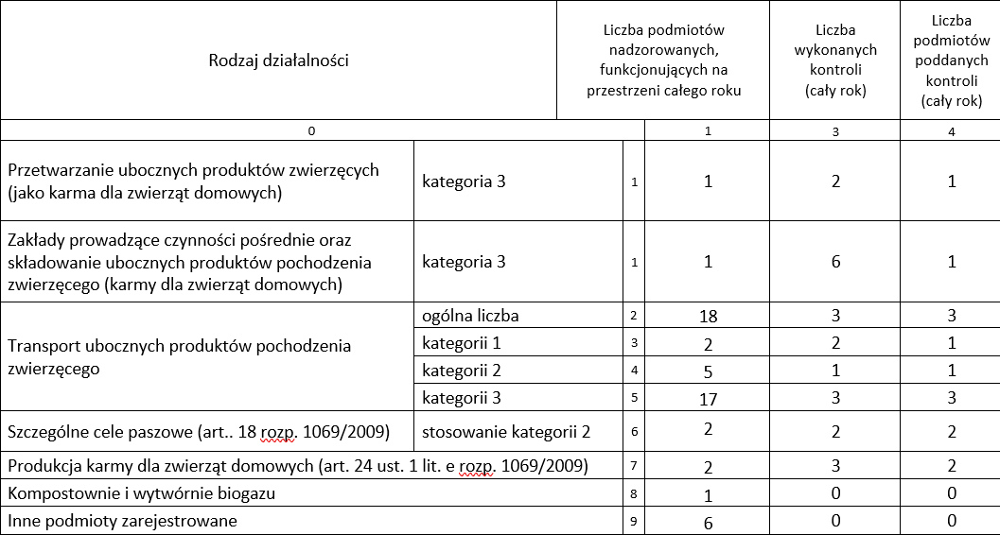 Rodzaj działalności
Liczba podmiotów
nadzorowanych,
funkcjonujących na
przestrzeni całego roku
Liczba
wykonanych
kontroli
(cały rok)
Liczba
podmiotów
poddanych
kontroli
(cały rok)
0 1 3 4
Przetwarzanie ubocznych produktów zwierzęcych
(jako karma dla zwierząt domowych)
kategoria 3 1 1 2 1
Zakłady prowadzące czynności pośrednie oraz
składowanie ubocznych produktów pochodzenia
zwierzęcego (karmy dla zwierząt domowych)
kategoria 3 1 1 6 1
Transport ubocznych produktów pochodzenia
zwierzęcego
ogólna liczba 2 18 3 3
kategorii 1 3 2 2 1
kategorii 2 4 5 1 1
kategorii 3 5 17 3 3
Szczególne cele paszowe (art.. 18 rozp. 1069/2009) stosowanie kategorii 2 6 2 2 2
Produkcja karmy dla zwierząt domowych (art. 24 ust. 1 lit. e rozp. 1069/2009) 7 2 3 2
Kompostownie i wytwórnie biogazu 8 1 0 0
Inne podmioty zarejestrowane 9 6 0 0